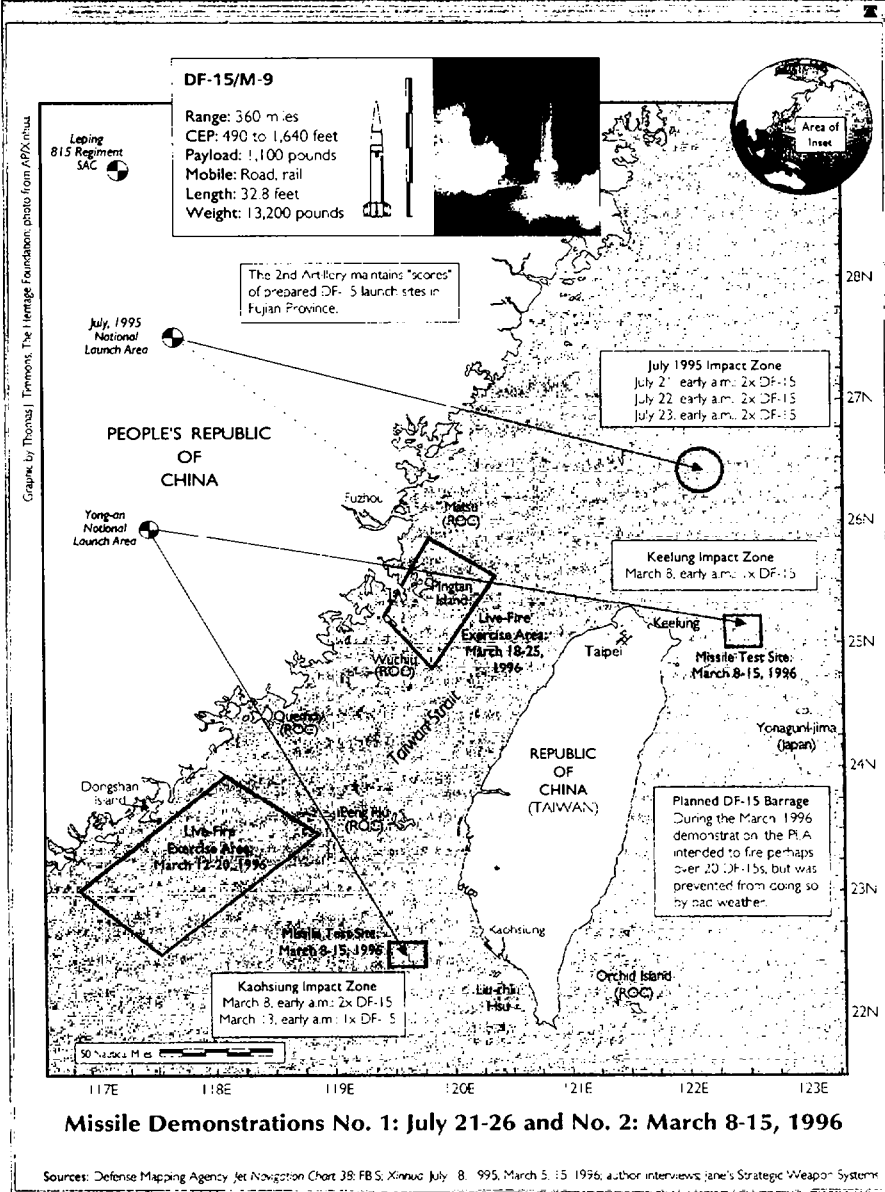 DF-15/M-9
Range: 360 miles
CEP: 490 to 1,640 feet
Payload: 1,100 pounds
Mobile: Road, rail
Length: 32.8 feet
Weight: 13,200 pounds
Area of
Inset
Leping
815 Regiment
SAC
Graphic by Thomas J. Timmons, The Heritage Foundation; photo from AP/Xinhua
The 2nd Artillery maintains "scores"
of prepared DF-15 launch sites in
Fujian Province.
28N
July, 1995
National
Launch Area
July 1995 Impact Zone
July 21, early a.m.: 2x DF-15
July 22, early a.m.: 2x DF-15
July 23, early a.m.: 2x DF-15
27N
PEOPLE'S REPUBLIC
OF
CHINA
Fuzhou
Matsu
(ROC)
26N
Yong-an
National
Launch Area
Keelung Impact Zone
March 8, early a.m.: 1x DF-15
Pingtan
Island
Live-Fire
Exercise Area:
March 18-25,
1996
Keelung
Taipei
25N
Missile Test Site:
March 8-15, 1996
Wuchiu
(ROC)
Quemoy
(ROC)
Taiwan Strait
Yonaguni-jima
(Japan)
REPUBLIC
OF
CHINA
(TAIWAN)
24N
Dongshan
Island
Peng Hu
(ROC)
Live-Fire
Exercise Area:
March 12-20, 1996
Planned DF-15 Barrage
During the March 1996
demonstration, the PLA
intended to fire perhaps
over 20 DF-15s, but was
prevented from doing so
by bad weather.
23N
Missile Test Site:
March 8-15, 1996
Kaohsiung
Kaohsiung Impact Zone
March 8, early a.m.: 2x DF-15
March 13, early a.m.: 1x DF-15
Liu-chiu
Hsu
Orchid Island
(ROC)
22N
50 Nautical Miles
117E 118E 119E 120E 121E 122E 123E
Missile Demonstrations No. 1: July 21-26 and No. 2: March 8-15, 1996
Sources: Defense Mapping Agency Jet Navigation Chart 38; FBIS; Xinhua July 18, 1995, March 5, 15, 1996; author interviews; Jane's Strategic Weapon Systems